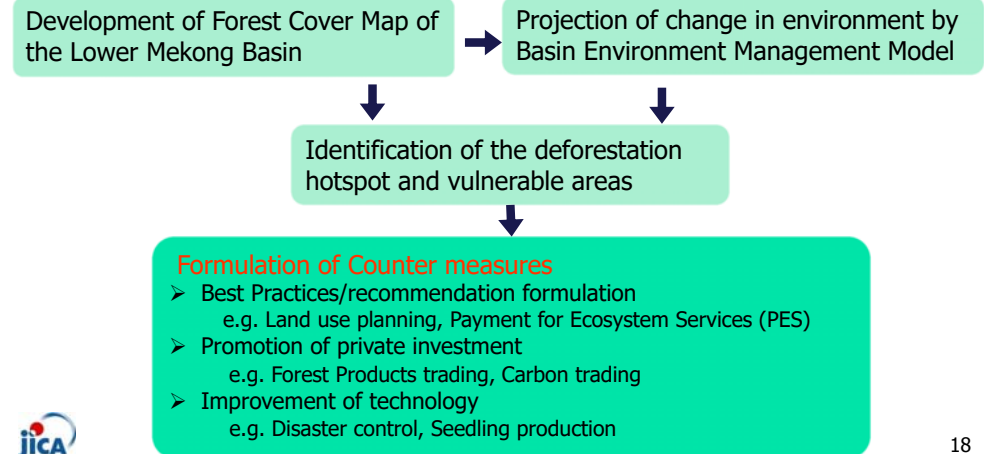 Development of Forest Cover Map of
the Lower Mekong Basin
Projection of change in environment by
Basin Environment Management Model
Identification of the deforestation
hotspot and vulnerable areas
Formulation of Counter measures
➢ Best Practices/recommendation formulation
e.g. Land use planning, Payment for Ecosystem Services (PES)
➢ Promotion of private investment
e.g. Forest Products trading, Carbon trading
➢ Improvement of technology
e.g. Disaster control, Seedling production
jICA
18